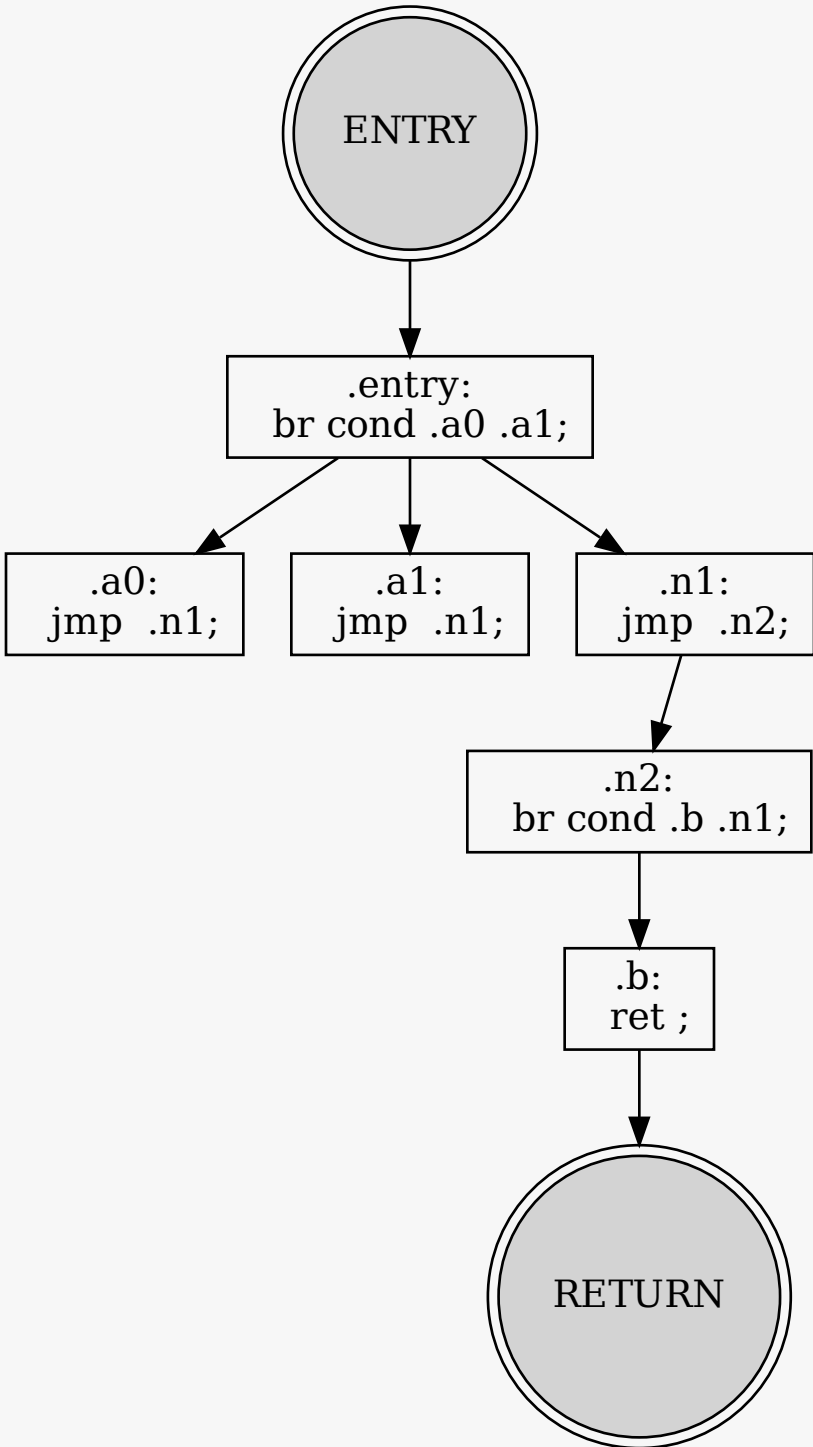 ENTRY
.entry:
br cond .a0 .a1;
.a0:
jmp  .n1;
.a1:
jmp  .n1;
.n1:
jmp  .n2;
.n2:
br cond .b .n1;
.b:
ret ;
RETURN